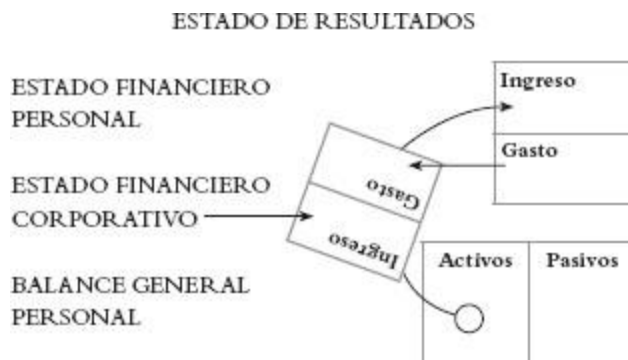 ESTADO DE RESULTADOS
ESTADO FINANCIERO
PERSONAL
ESTADO FINANCIERO
CORPORATIVO
BALANCE GENERAL
PERSONAL
Ingreso
Gasto
Gasto
Ingreso
Activos Pasivos